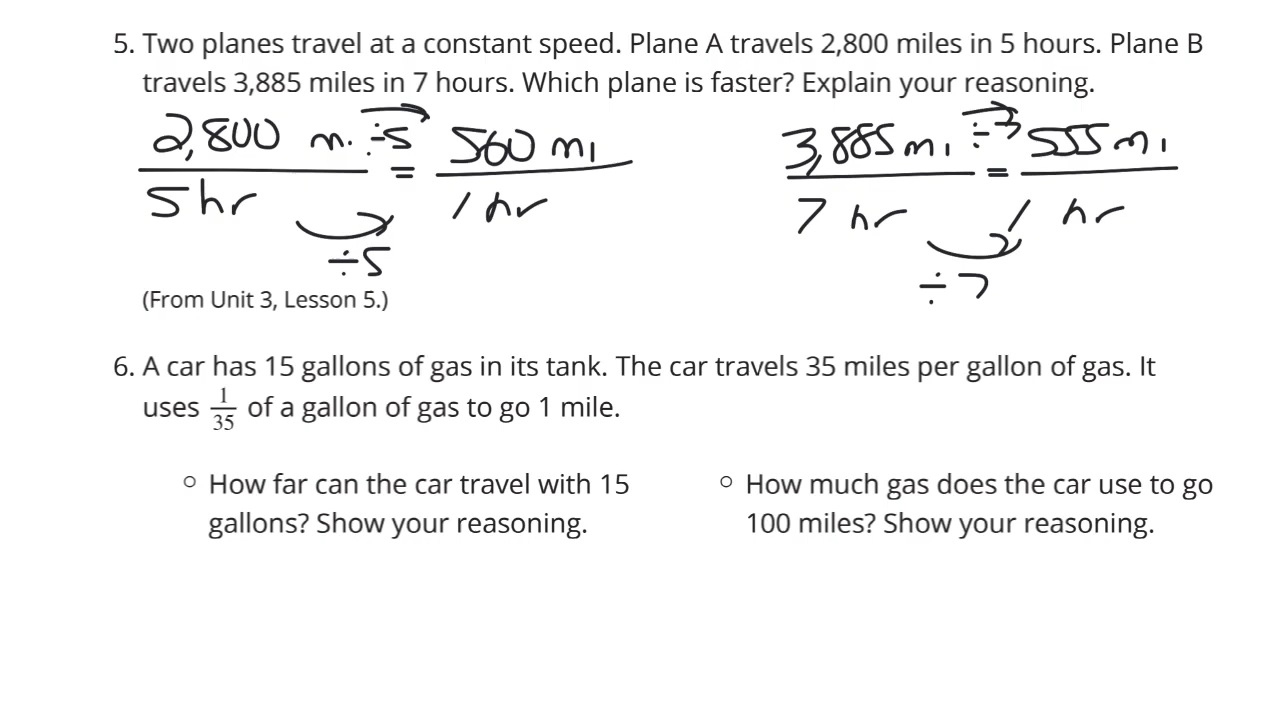 5. Two planes travel at a constant speed. Plane A travels 2,800 miles in 5 hours. Plane B
travels 3,885 miles in 7 hours. Which plane is faster? Explain your reasoning.
2,800 m. ÷5 560 mi 3,885 mi ÷7 555 mi
= =
5 hr 1 hr 7 hr 1 hr
÷5 ÷7
(From Unit 3, Lesson 5.)
6. A car has 15 gallons of gas in its tank. The car travels 35 miles per gallon of gas. It
uses 1/35 of a gallon of gas to go 1 mile.
○ How far can the car travel with 15
gallons? Show your reasoning.
○ How much gas does the car use to go
100 miles? Show your reasoning.